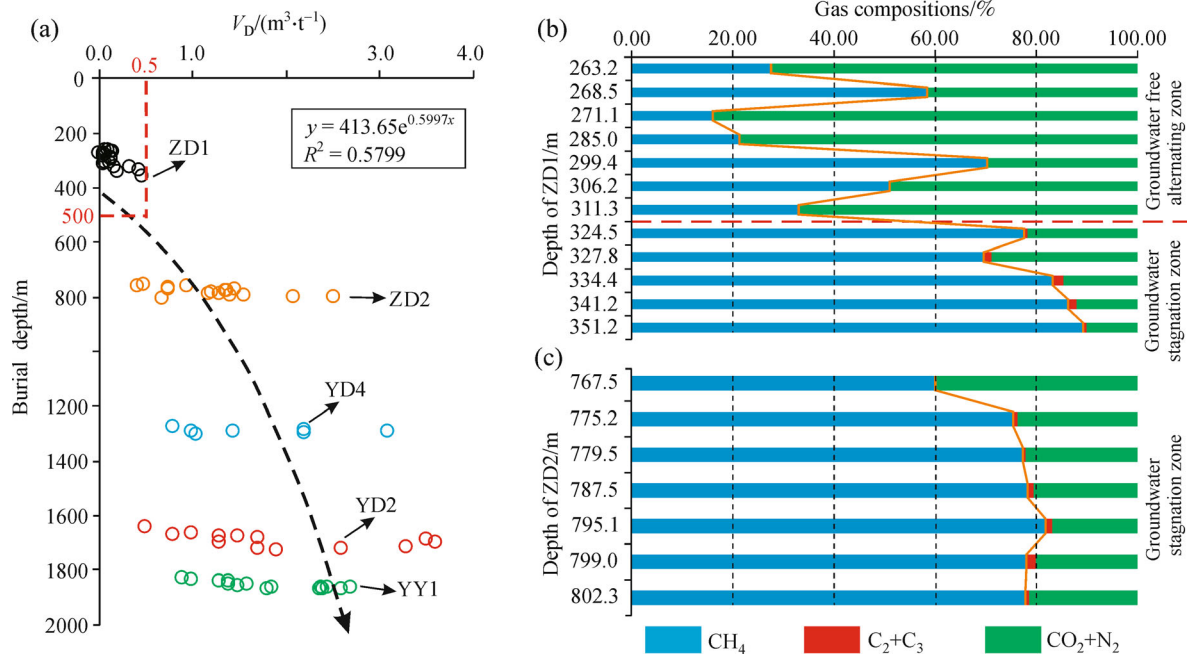 (a)
V_D/(m³·t⁻¹)
0.0 1.0 3.0 4.0
0.5
0
200
400
500
600
800
1200
1400
1600
1800
2000
Burial depth/m
y = 413.65e^{0.5997x}
R² = 0.5799
ZD1
ZD2
YD4
YD2
YY1
(b)
Gas compositions/%
0.00 20.00 40.00 60.00 80.00 100.00
Depth of ZD1/m
263.2
268.5
271.1
285.0
299.4
306.2
311.3
324.5
327.8
334.4
341.2
351.2
Groundwater free
alternating zone
Groundwater
stagnation zone
(c)
Depth of ZD2/m
767.5
775.2
779.5
787.5
795.1
799.0
802.3
Groundwater
stagnation zone
CH₄ C₂+C₃ CO₂+N₂